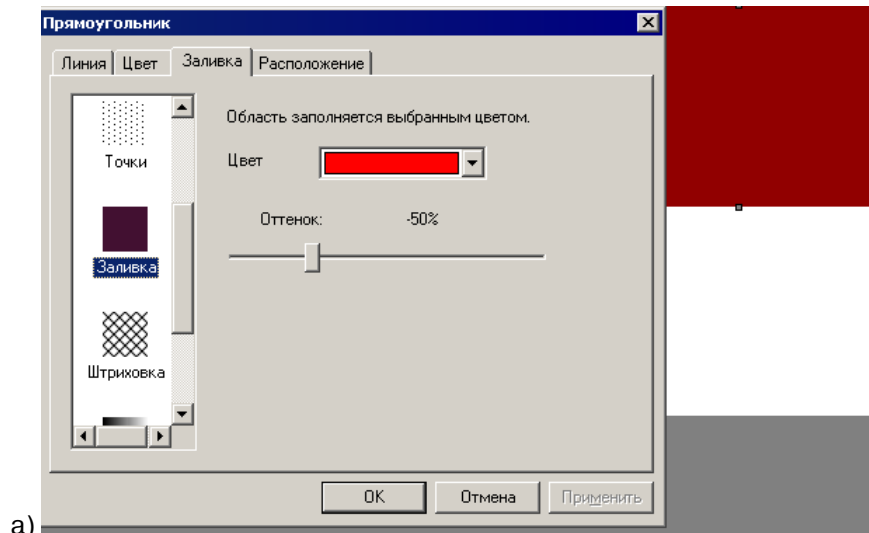 Прямоугольник
Линия Цвет Заливка Расположение
Точки
Заливка
Штриховка
Область заполняется выбранным цветом.
Цвет
Оттенок: -50%
OK Отмена Применить
а)